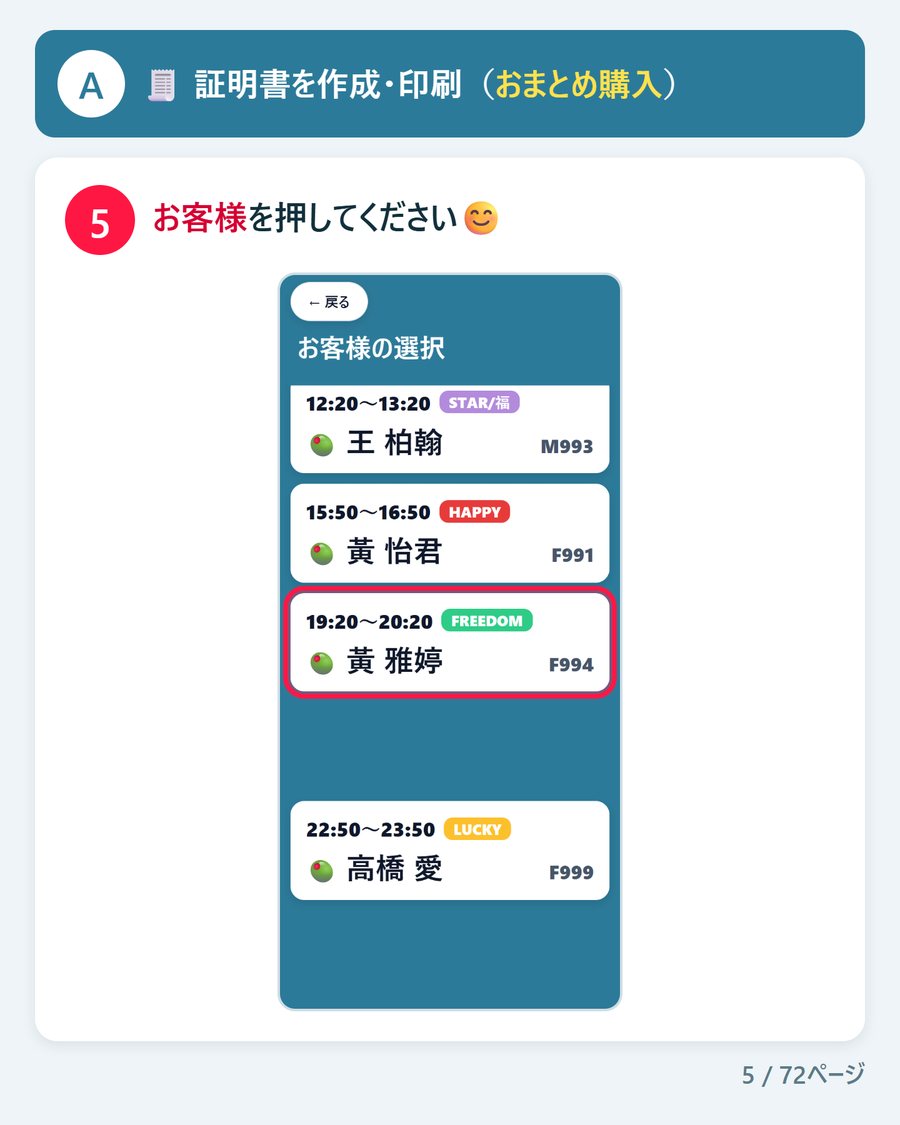 A 証明書を作成・印刷（おまとめ購入）
5 お客様を押してください
← 戻る
お客様の選択
12:20〜13:20 STAR/福
王 柏翰 M993
15:50〜16:50 HAPPY
黃 怡君 F991
19:20〜20:20 FREEDOM
黃 雅婷 F994
22:50〜23:50 LUCKY
高橋 愛 F999
5 / 72ページ